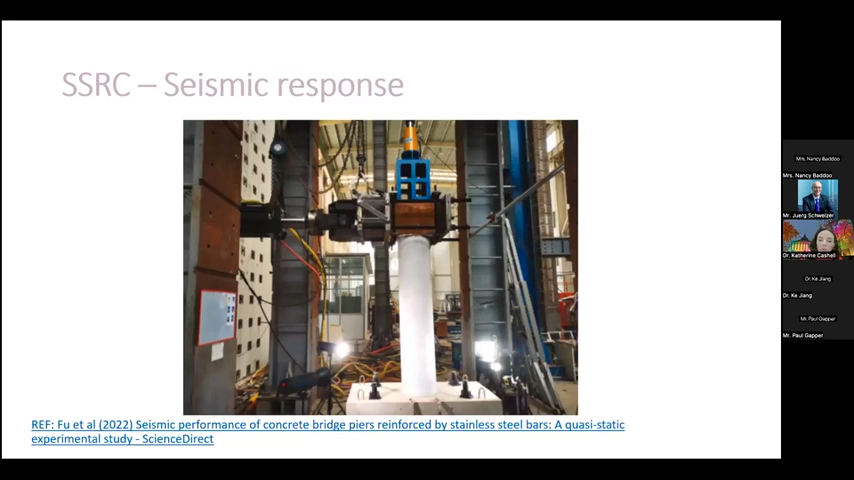 SSRC – Seismic response
REF: Fu et al (2022) Seismic performance of concrete bridge piers reinforced by stainless steel bars: A quasi-static
experimental study - ScienceDirect
Mrs. Nancy Baddoo
Mrs. Nancy Baddoo
Mr. Juerg Schweizer
Dr. Katherine Cashell
Dr. Ke Jiang
Dr. Ke Jiang
Mr. Paul Gapper
Mr. Paul Gapper